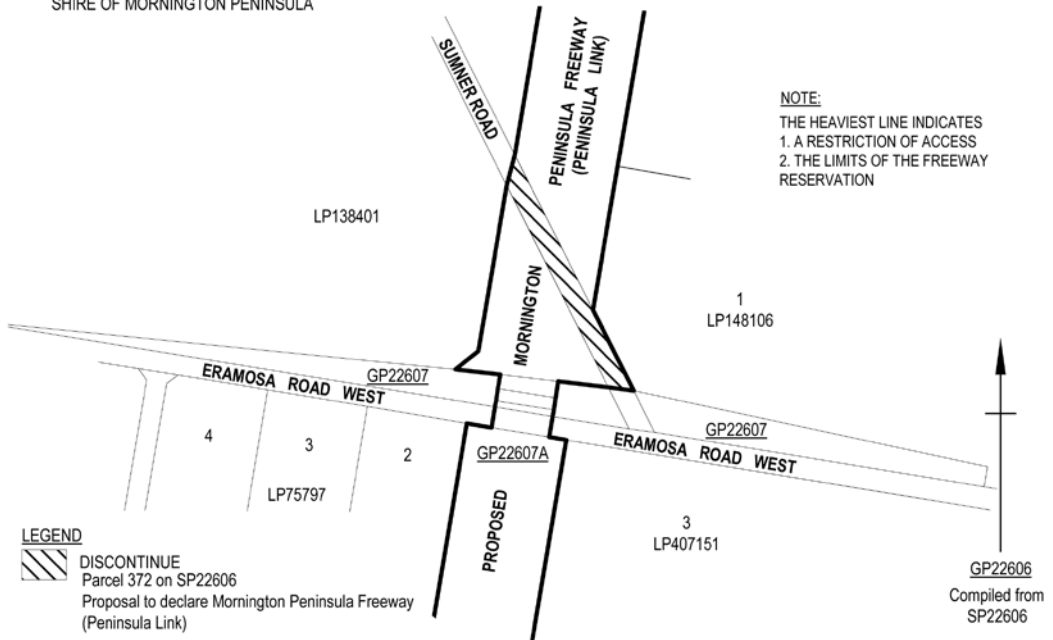 SHIRE OF MORNINGTON PENINSULA
SUMNER ROAD
PENINSULA FREEWAY
(PENINSULA LINK)
NOTE:
THE HEAVIEST LINE INDICATES
1. A RESTRICTION OF ACCESS
2. THE LIMITS OF THE FREEWAY
RESERVATION
LP138401
MORNINGTON
1
LP148106
ERAMOSA ROAD WEST
GP22607
GP22607
ERAMOSA ROAD WEST
4
3
2
LP75797
GP22607A
PROPOSED
3
LP407151
LEGEND
DISCONTINUE
Parcel 372 on SP22606
Proposal to declare Mornington Peninsula Freeway
(Peninsula Link)
GP22606
Compiled from
SP22606